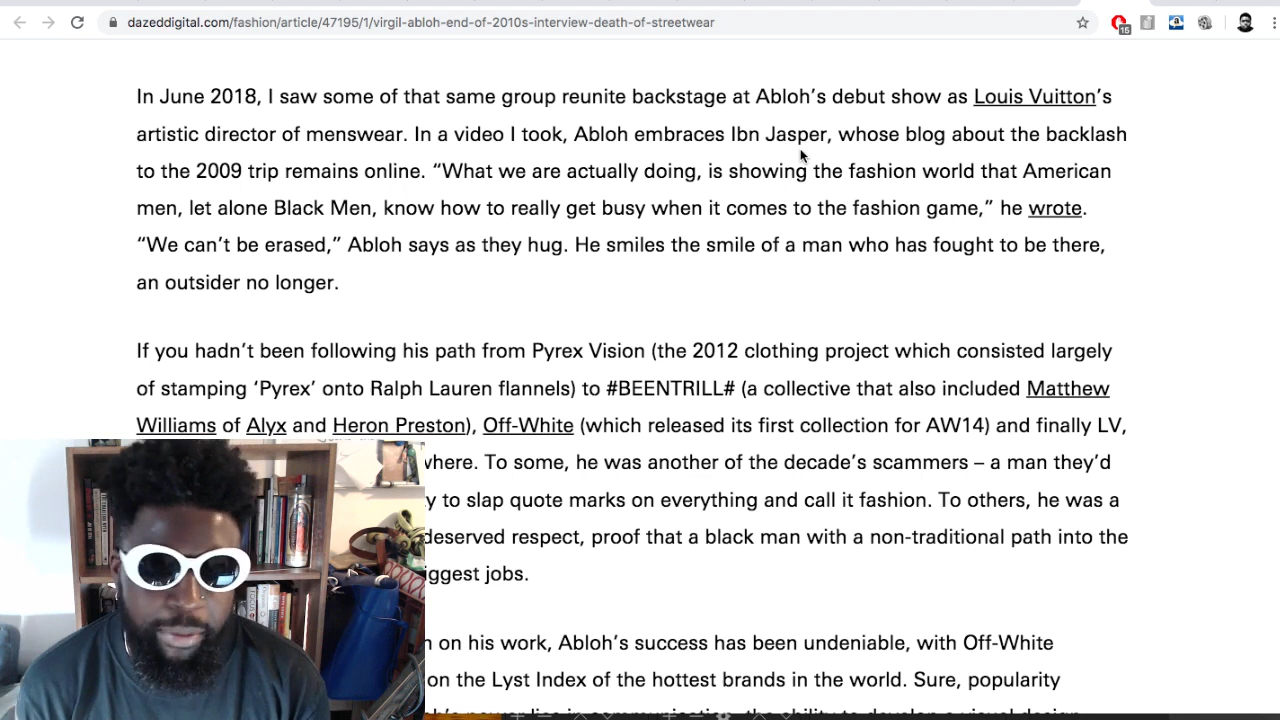 dazeddigital.com/fashion/article/47195/1/virgil-abloh-end-of-2010s-interview-death-of-streetwear
15
In June 2018, I saw some of that same group reunite backstage at Abloh’s debut show as Louis Vuitton’s
artistic director of menswear. In a video I took, Abloh embraces Ibn Jasper, whose blog about the backlash
to the 2009 trip remains online. “What we are actually doing, is showing the fashion world that American
men, let alone Black Men, know how to really get busy when it comes to the fashion game,” he wrote.
“We can’t be erased,” Abloh says as they hug. He smiles the smile of a man who has fought to be there,
an outsider no longer.
If you hadn’t been following his path from Pyrex Vision (the 2012 clothing project which consisted largely
of stamping ‘Pyrex’ onto Ralph Lauren flannels) to #BEENTRILL# (a collective that also included Matthew
Williams of Alyx and Heron Preston), Off-White (which released its first collection for AW14) and finally LV,
where. To some, he was another of the decade’s scammers – a man they’d
to slap quote marks on everything and call it fashion. To others, he was a
deserved respect, proof that a black man with a non-traditional path into the
iggest jobs.
on his work, Abloh’s success has been undeniable, with Off-White
on the Lyst Index of the hottest brands in the world. Sure, popularity